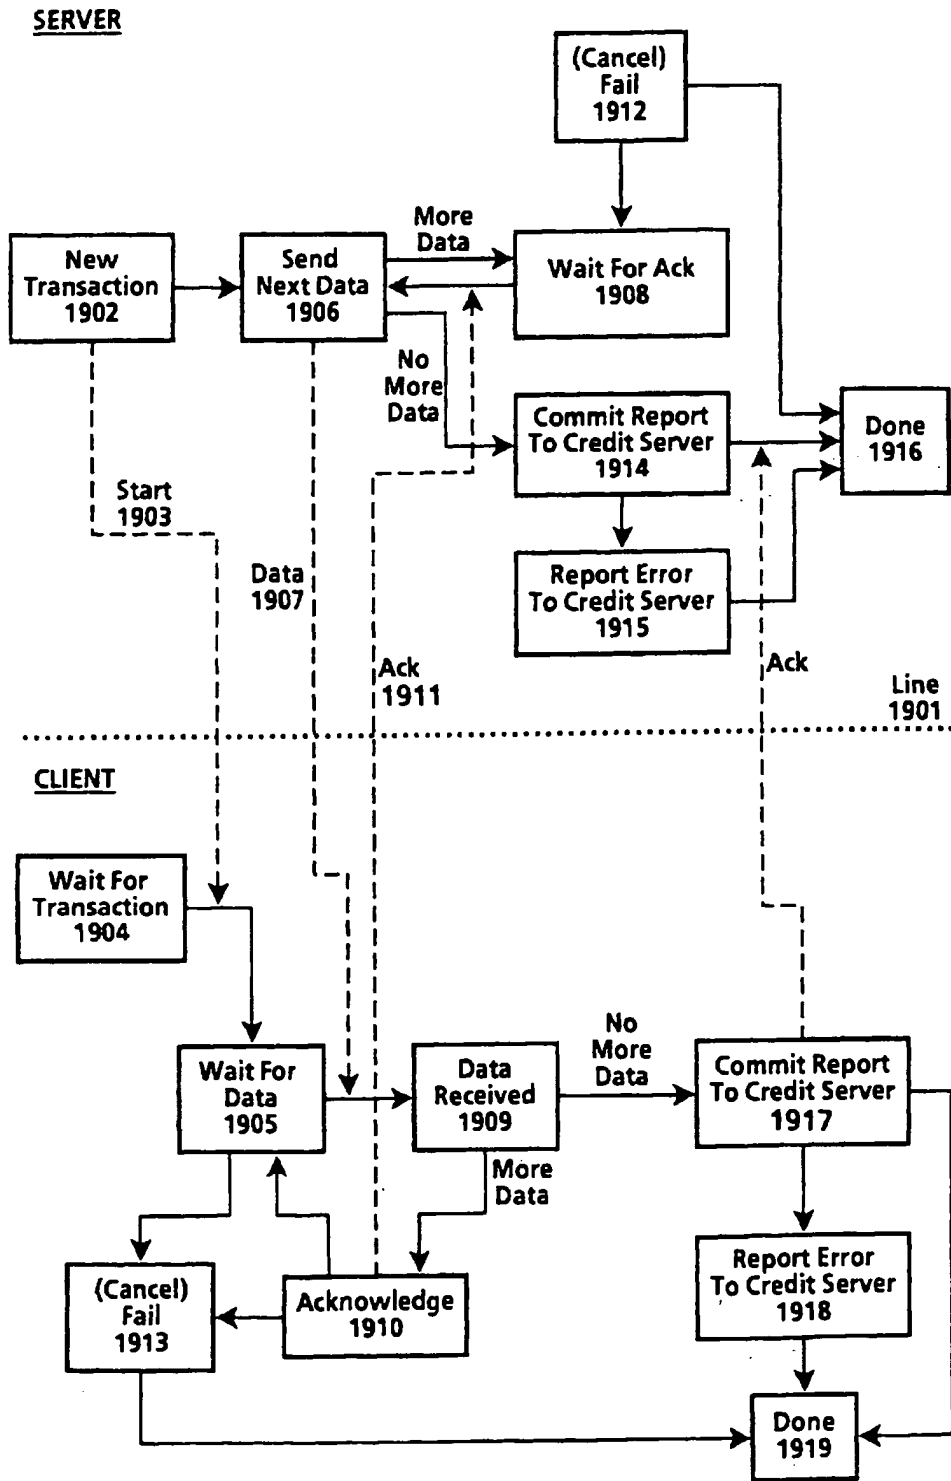 SERVER
(Cancel)
Fail
1912
More
Data
New
Transaction
1902
Send
Next Data
1906
Wait For Ack
1908
No
More
Data
Commit Report
To Credit Server
1914
Done
1916
Start
1903
Data
1907
Report Error
To Credit Server
1915
Ack
1911
Ack
Line
1901
CLIENT
Wait For
Transaction
1904
Wait For
Data
1905
Data
Received
1909
No
More
Data
Commit Report
To Credit Server
1917
More
Data
(Cancel)
Fail
1913
Acknowledge
1910
Report Error
To Credit Server
1918
Done
1919